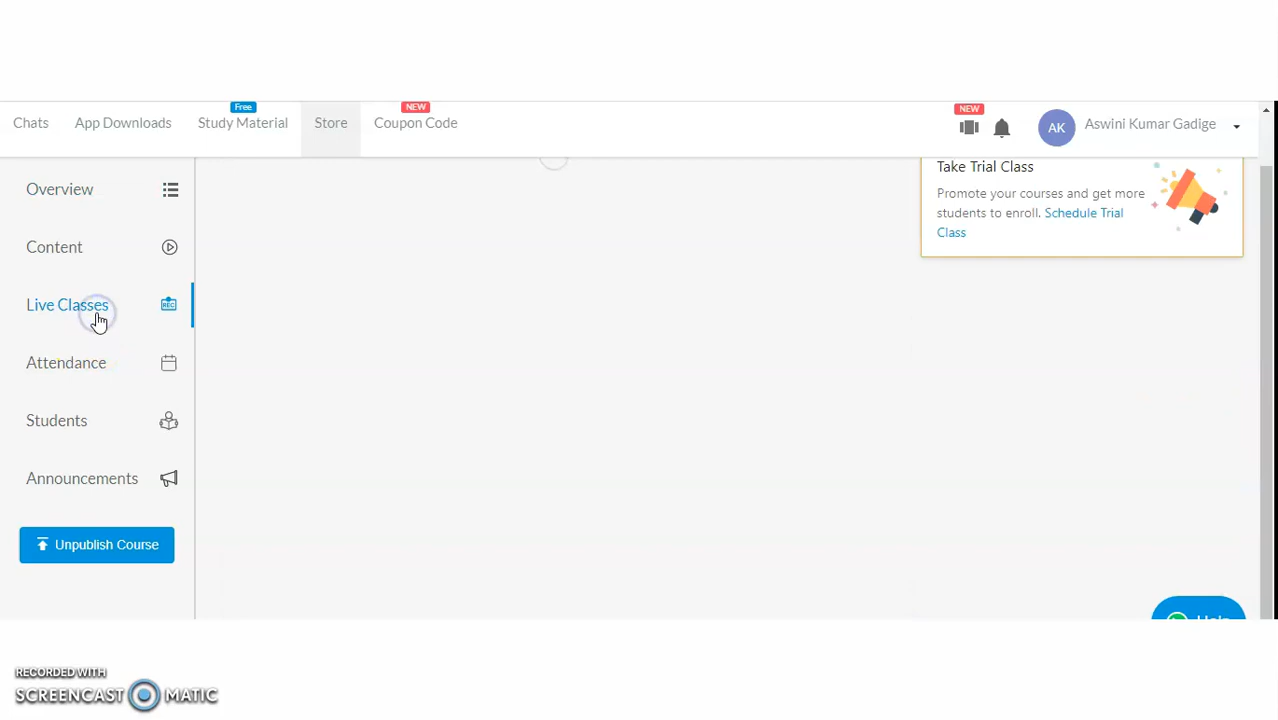 Free
NEW
NEW
Chats
App Downloads
Study Material
Store
Coupon Code
AK
Aswini Kumar Gadige
Overview
Content
Live Classes
REC
Attendance
Students
Announcements
Unpublish Course
Take Trial Class
Promote your courses and get more
students to enroll. Schedule Trial
Class
Help
RECORDED WITH
SCREENCAST MATIC